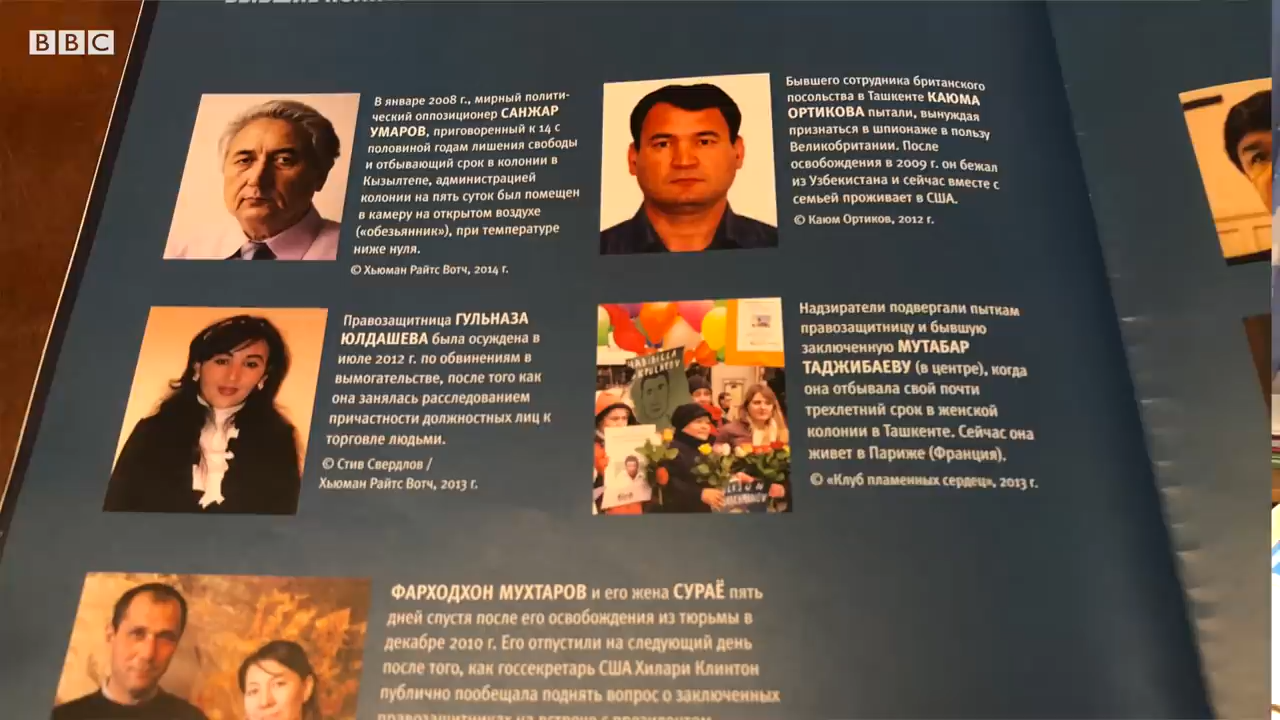 BBC
В январе 2008 г., мирный полити-
ческий оппозиционер САНЖАР
УМАРОВ, приговоренный к 14 с
половиной годам лишения свободы
и отбывающий срок в колонии в
Кызылтепе, администрацией
колонии на пять суток был помещен
в камеру на открытом воздухе
(«обезьянник»), при температуре
ниже нуля.
© Хьюман Райтс Вотч, 2014 г.
Бывшего сотрудника британского
посольства в Ташкенте КАЮМА
ОРТИКОВА пытали, вынуждая
признаться в шпионаже в пользу
Великобритании. После
освобождения в 2009 г. он бежал
из Узбекистана и сейчас вместе с
семьей проживает в США.
© Каюм Ортиков, 2012 г.
Правозащитница ГУЛЬНАЗА
ЮЛДАШЕВА была осуждена в
июле 2012 г. по обвинениям в
вымогательстве, после того как
она занялась расследованием
причастности должностных лиц к
торговле людьми.
© Стив Свердлов /
Хьюман Райтс Вотч, 2013 г.
Надзиратели подвергали пыткам
правозащитницу и бывшую
заключенную МУТАБАР
ТАДЖИБАЕВУ (в центре), когда
она отбывала свой почти
трехлетний срок в женской
колонии в Ташкенте. Сейчас она
живет в Париже (Франция).
© «Клуб пламенных сердец», 2013 г.
ФАРХОДХОН МУХТАРОВ и его жена СУРАЁ пять
дней спустя после его освобождения из тюрьмы в
декабре 2010 г. Его отпустили на следующий день
после того, как госсекретарь США Хилари Клинтон
публично пообещала поднять вопрос о заключенных
правозащитниках на встрече с президентом